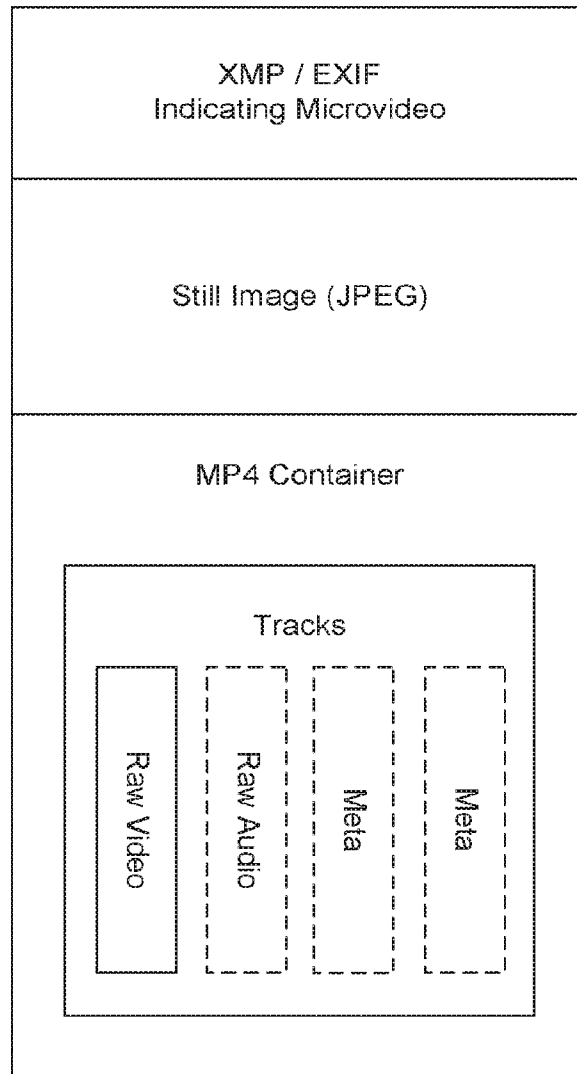 XMP / EXIF
Indicating Microvideo
Still Image (JPEG)
MP4 Container
Tracks
Raw Video
Raw Audio
Meta
Meta